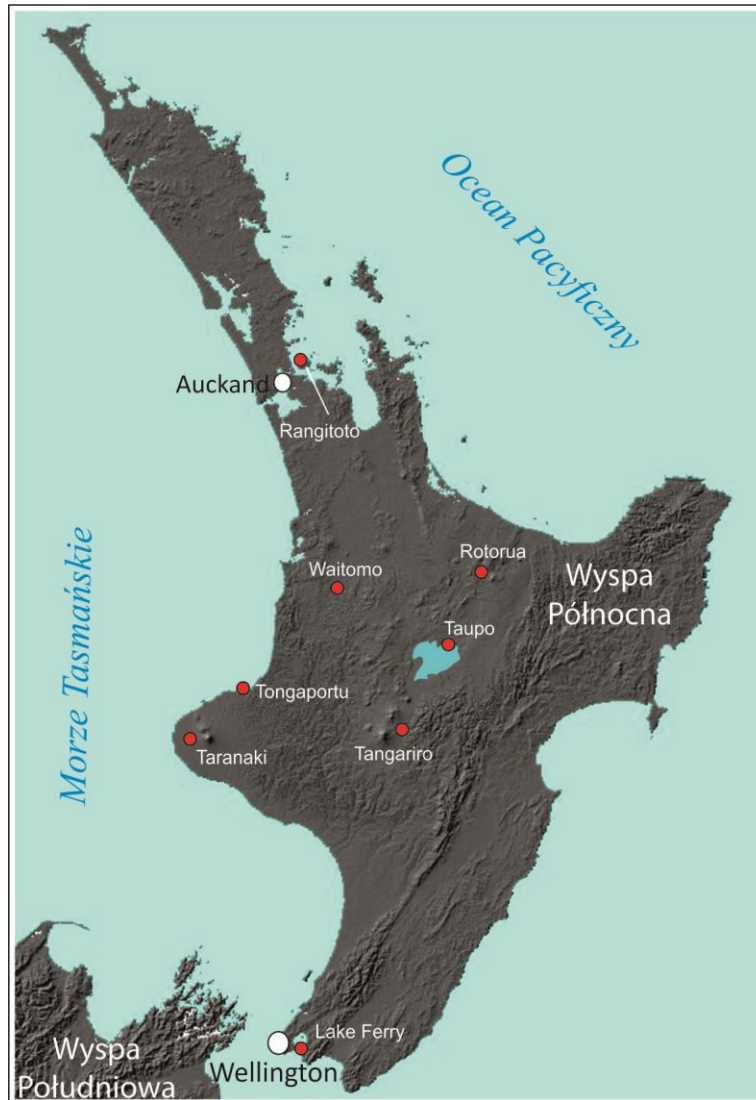 Ocean Pacyficzny
Auckand
Rangitoto
Morze Tasmańskie
Waitomo
Rotorua
Wyspa
Północna
Taupo
Tongaportu
Taranaki
Tangariro
Lake Ferry
Wellington
Wyspa
Południowa